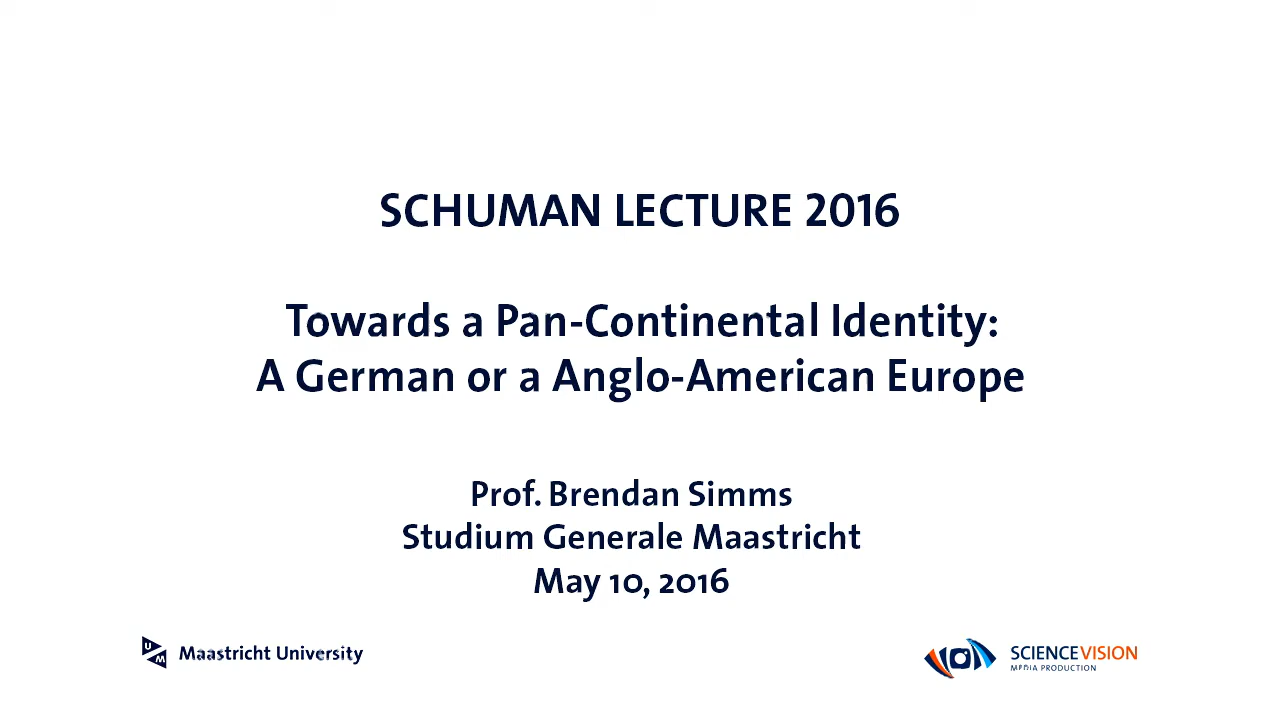 SCHUMAN LECTURE 2016
Towards a Pan-Continental Identity:
A German or a Anglo-American Europe
Prof. Brendan Simms
Studium Generale Maastricht
May 10, 2016
UM Maastricht University
SCIENCEVISION
MEDIA PRODUCTION